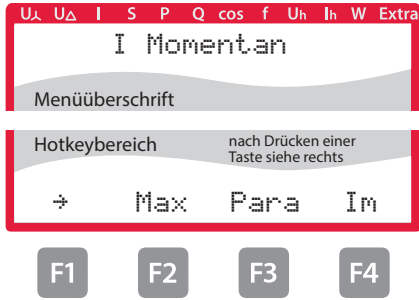 U⅄ U△ I S P Q cos f Uh Ih W Extra
I Momentan
Menüüberschrift
Hotkeybereich nach Drücken einer
Taste siehe rechts
→ Max Para Im
F1 F2 F3 F4